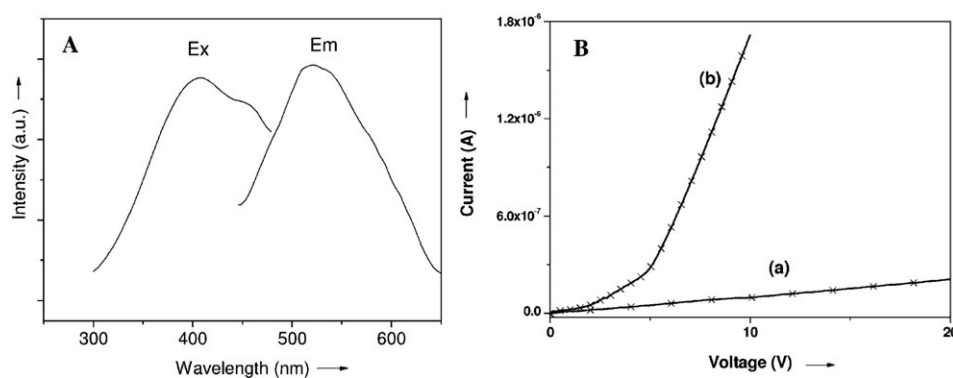 A
Ex
Em
Intensity (a.u.)
300 400 500 600
Wavelength (nm)
B
(b)
(a)
Current (A)
1.8x10⁻⁶
1.2x10⁻⁶
6.0x10⁻⁷
0.0
0 10 20
Voltage (V)